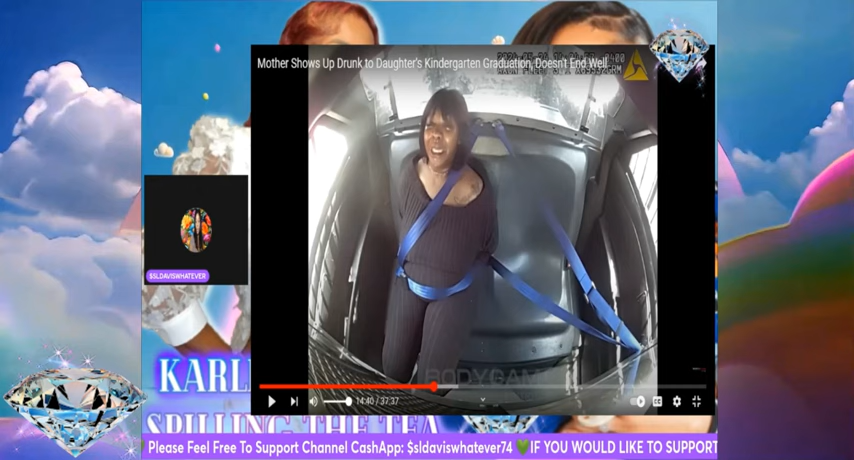 Mother Shows Up Drunk to Daughter's Kindergarten Graduation, Doesn't End Well
$SLDAVISWHATEVER
BODYCAM
14:40 / 37:37
KARL
SPILLING THE TEA
Please Feel Free To Support Channel CashApp: $sldaviswhatever74 💚IF YOU WOULD LIKE TO SUPPORT